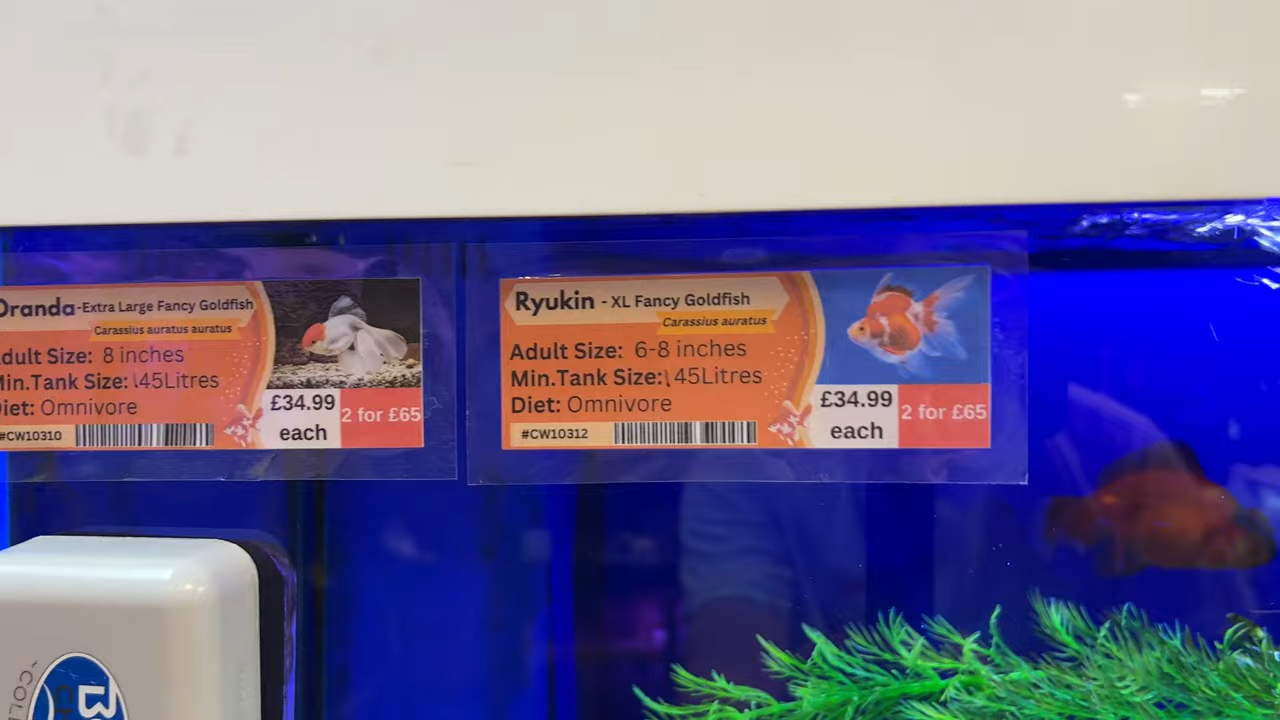 Oranda-Extra Large Fancy Goldfish
Carassius auratus auratus
Adult Size: 8 inches
Min.Tank Size: \45Litres
Diet: Omnivore
#CW10310
£34.99
each
2 for £65
Ryukin - XL Fancy Goldfish
Carassius auratus
Adult Size: 6-8 inches
Min.Tank Size:\45Litres
Diet: Omnivore
#CW10312
£34.99
each
2 for £65